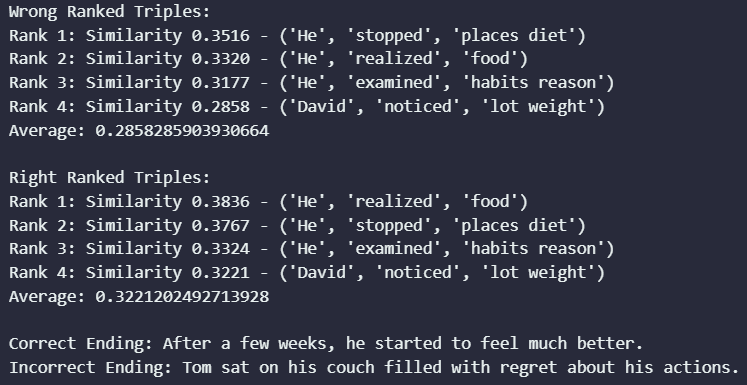 Wrong Ranked Triples:
Rank 1: Similarity 0.3516 - ('He', 'stopped', 'places diet')
Rank 2: Similarity 0.3320 - ('He', 'realized', 'food')
Rank 3: Similarity 0.3177 - ('He', 'examined', 'habits reason')
Rank 4: Similarity 0.2858 - ('David', 'noticed', 'lot weight')
Average: 0.2858285903930664

Right Ranked Triples:
Rank 1: Similarity 0.3836 - ('He', 'realized', 'food')
Rank 2: Similarity 0.3767 - ('He', 'stopped', 'places diet')
Rank 3: Similarity 0.3324 - ('He', 'examined', 'habits reason')
Rank 4: Similarity 0.3221 - ('David', 'noticed', 'lot weight')
Average: 0.3221202492713928

Correct Ending: After a few weeks, he started to feel much better.
Incorrect Ending: Tom sat on his couch filled with regret about his actions.